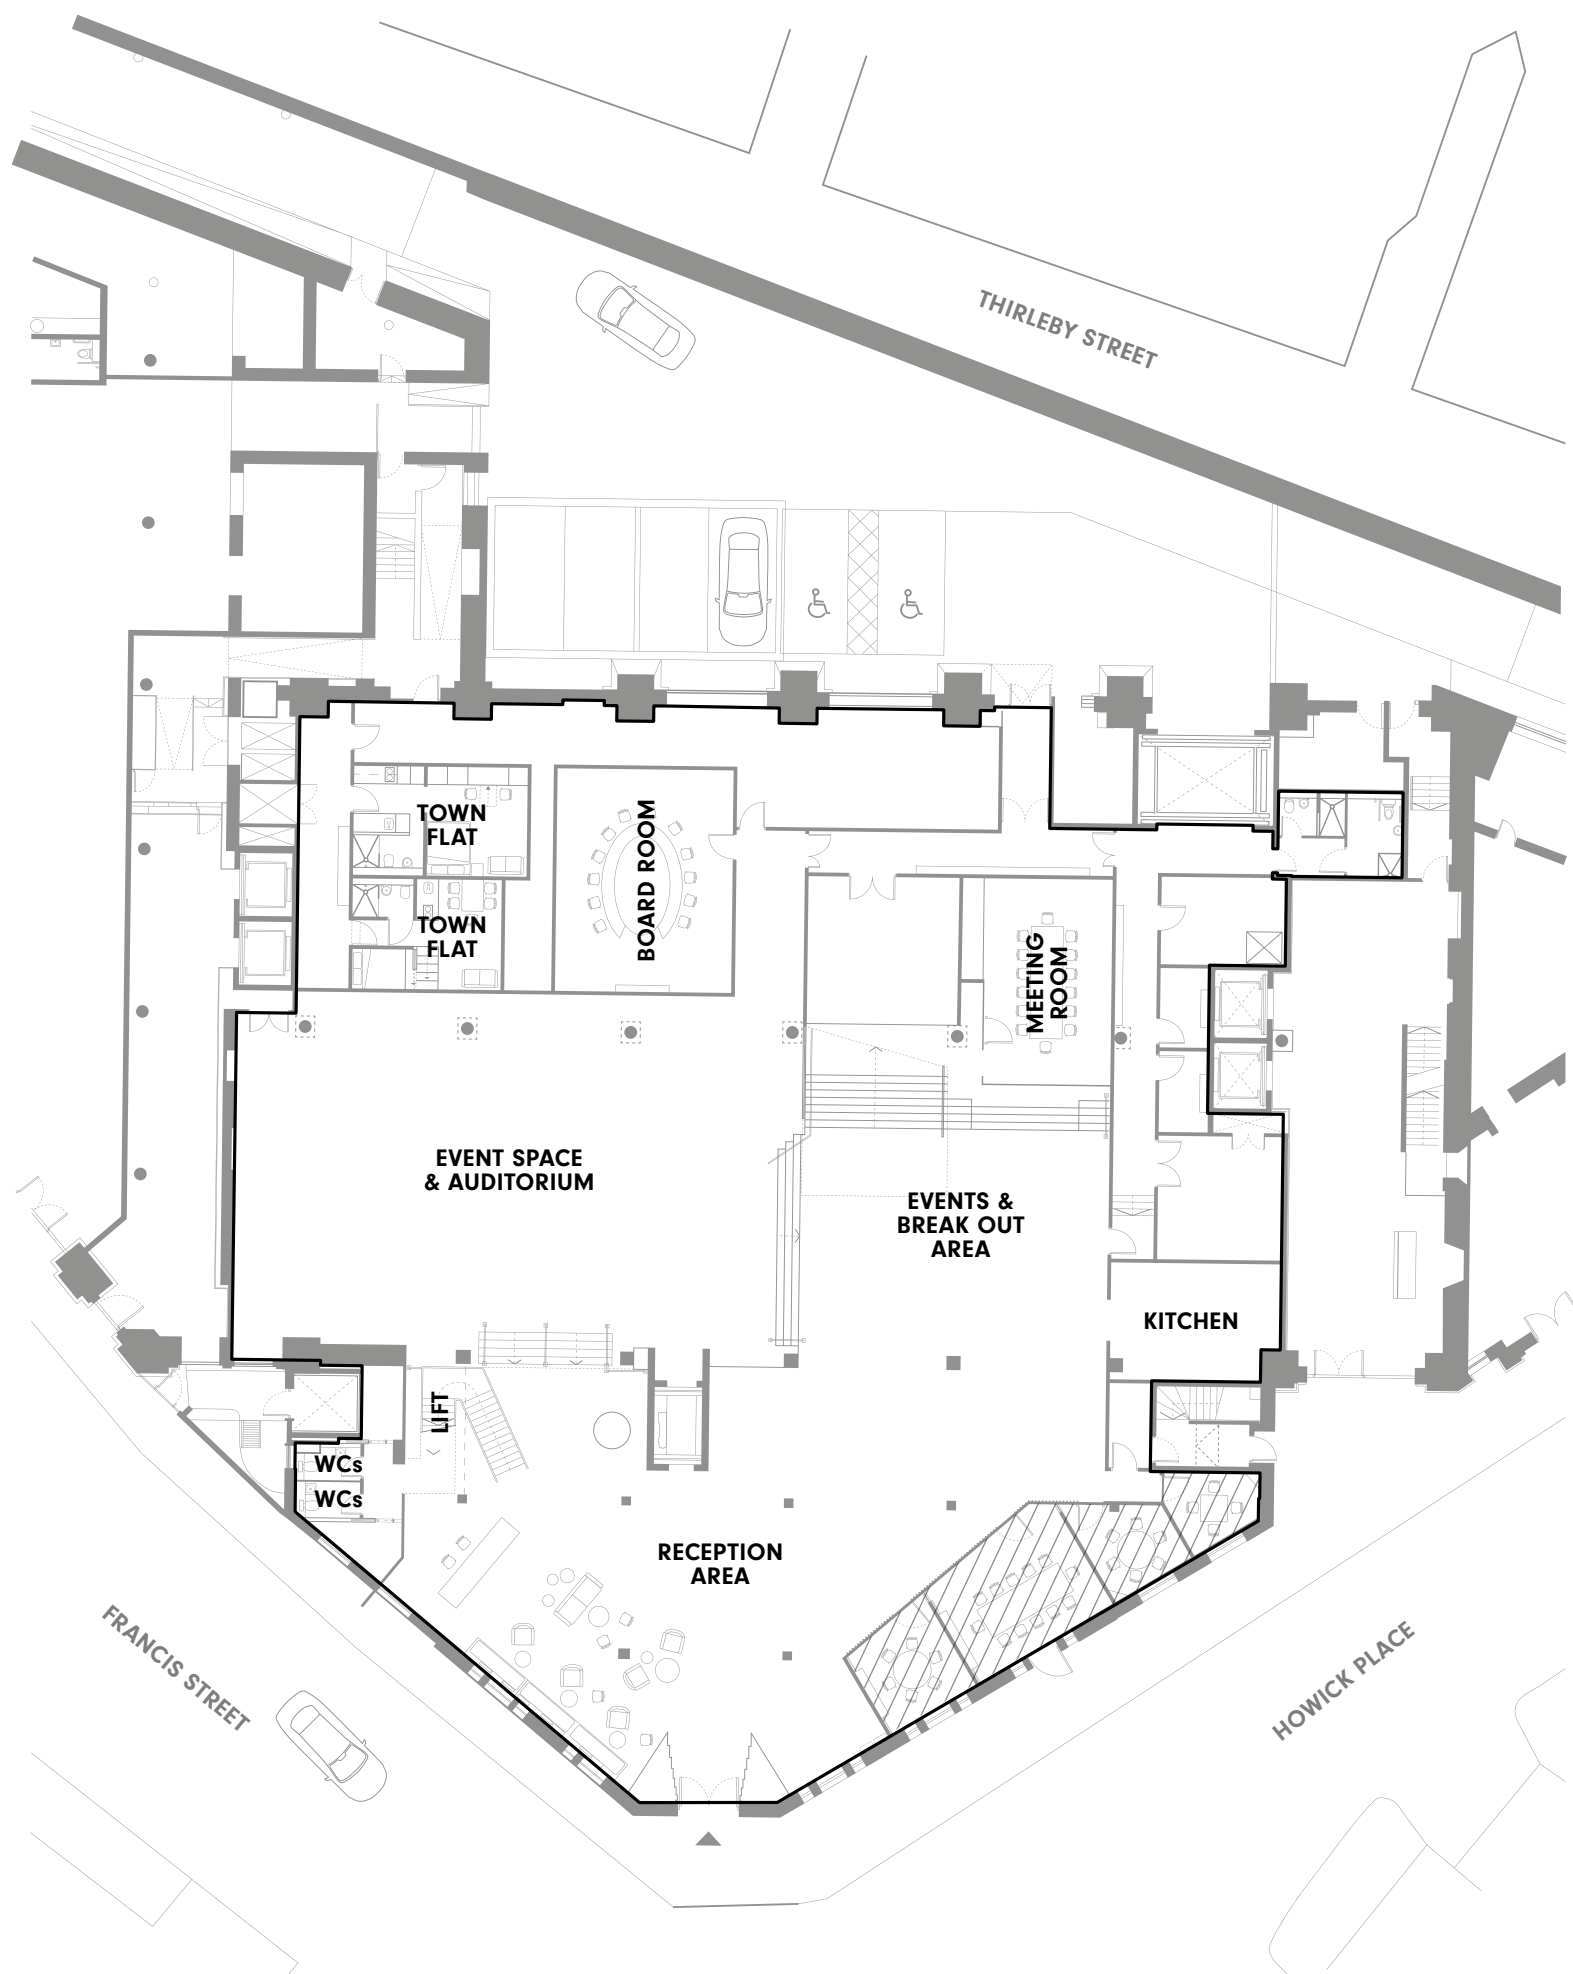 THIRLEBY STREET
TOWN
FLAT
BOARD ROOM
TOWN
FLAT
MEETING
ROOM
EVENT SPACE
& AUDITORIUM
EVENTS &
BREAK OUT
AREA
KITCHEN
LIFT
WCs
WCs
RECEPTION
AREA
FRANCIS STREET
HOWICK PLACE